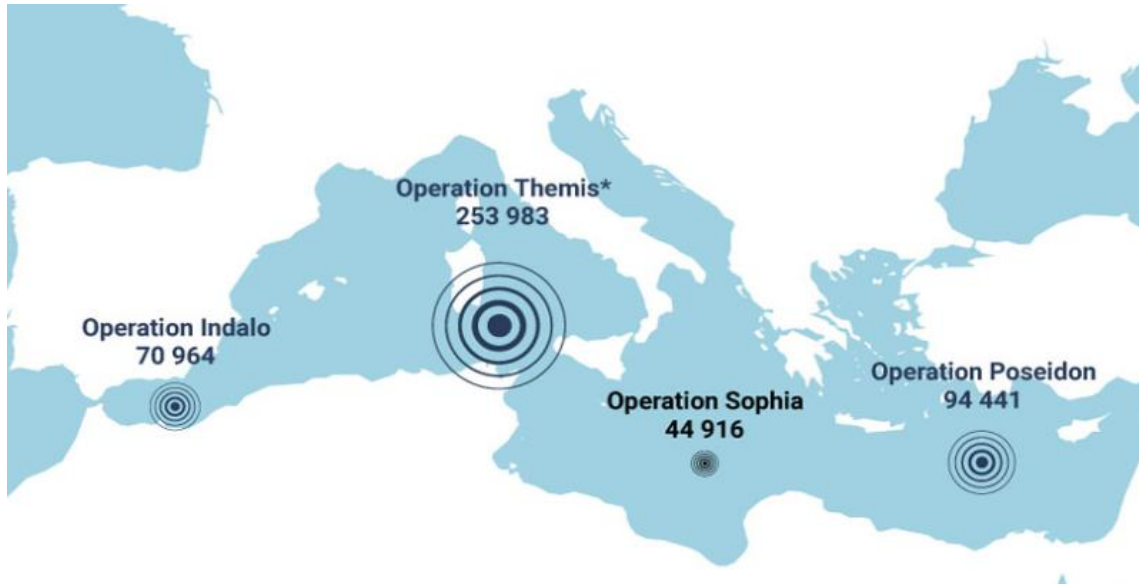 Operation Themis*
253 983
Operation Indalo
70 964
Operation Poseidon
94 441
Operation Sophia
44 916